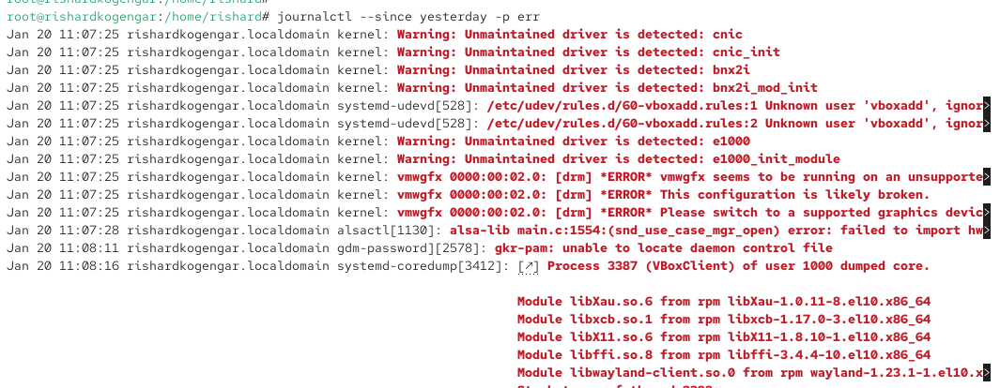 root@rishardkogengar:/home/rishard#
root@rishardkogengar:/home/rishard# journalctl --since yesterday -p err
Jan 20 11:07:25 rishardkogengar.localdomain kernel: Warning: Unmaintained driver is detected: cnic
Jan 20 11:07:25 rishardkogengar.localdomain kernel: Warning: Unmaintained driver is detected: cnic_init
Jan 20 11:07:25 rishardkogengar.localdomain kernel: Warning: Unmaintained driver is detected: bnx2i
Jan 20 11:07:25 rishardkogengar.localdomain kernel: Warning: Unmaintained driver is detected: bnx2i_mod_init
Jan 20 11:07:25 rishardkogengar.localdomain systemd-udevd[528]: /etc/udev/rules.d/60-vboxadd.rules:1 Unknown user 'vboxadd', ignor>
Jan 20 11:07:25 rishardkogengar.localdomain systemd-udevd[528]: /etc/udev/rules.d/60-vboxadd.rules:2 Unknown user 'vboxadd', ignor>
Jan 20 11:07:25 rishardkogengar.localdomain kernel: Warning: Unmaintained driver is detected: e1000
Jan 20 11:07:25 rishardkogengar.localdomain kernel: Warning: Unmaintained driver is detected: e1000_init_module
Jan 20 11:07:25 rishardkogengar.localdomain kernel: vmwgfx 0000:00:02.0: [drm] *ERROR* vmwgfx seems to be running on an unsupporte>
Jan 20 11:07:25 rishardkogengar.localdomain kernel: vmwgfx 0000:00:02.0: [drm] *ERROR* This configuration is likely broken.
Jan 20 11:07:25 rishardkogengar.localdomain kernel: vmwgfx 0000:00:02.0: [drm] *ERROR* Please switch to a supported graphics devic>
Jan 20 11:07:28 rishardkogengar.localdomain alsactl[1130]: alsa-lib main.c:1554:(snd_use_case_mgr_open) error: failed to import hw>
Jan 20 11:08:11 rishardkogengar.localdomain gdm-password][2578]: gkr-pam: unable to locate daemon control file
Jan 20 11:08:16 rishardkogengar.localdomain systemd-coredump[3412]: [↗] Process 3387 (VBoxClient) of user 1000 dumped core.
Module libXau.so.6 from rpm libXau-1.0.11-8.el10.x86_64
Module libxcb.so.1 from rpm libxcb-1.17.0-3.el10.x86_64
Module libX11.so.6 from rpm libX11-1.8.10-1.el10.x86_64
Module libffi.so.8 from rpm libffi-3.4.4-10.el10.x86_64
Module libwayland-client.so.0 from rpm wayland-1.23.1-1.el10.x>